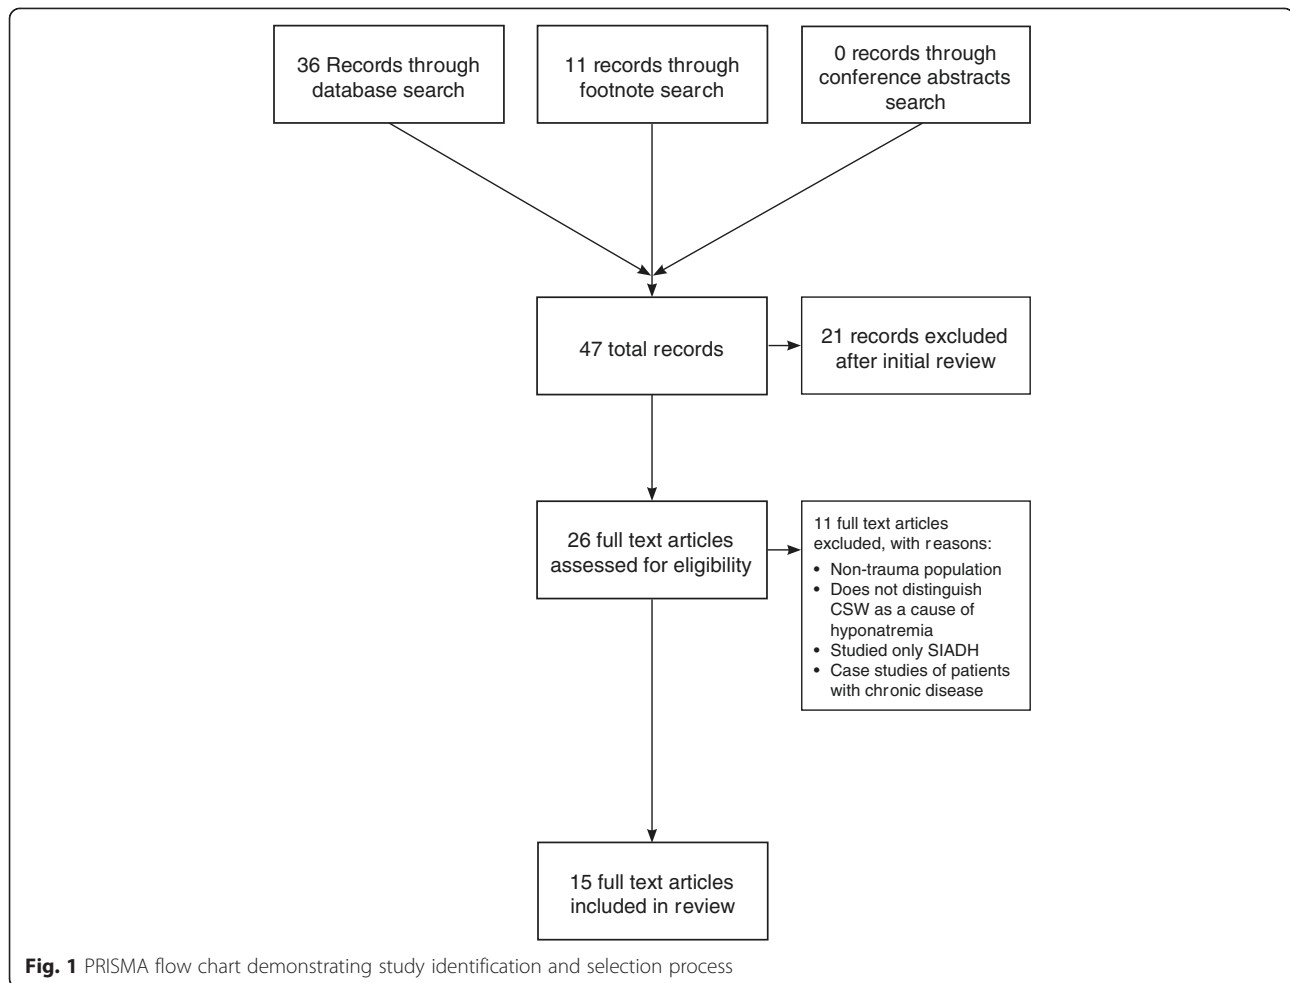 36 Records through
database search
11 records through
footnote search
0 records through
conference abstracts
search
47 total records
21 records excluded
after initial review
26 full text articles
assessed for eligibility
11 full text articles
excluded, with reasons:
• Non-trauma population
• Does not distinguish
CSW as a cause of
hyponatremia
• Studied only SIADH
• Case studies of patients
with chronic disease
15 full text articles
included in review
Fig. 1 PRISMA flow chart demonstrating study identification and selection process